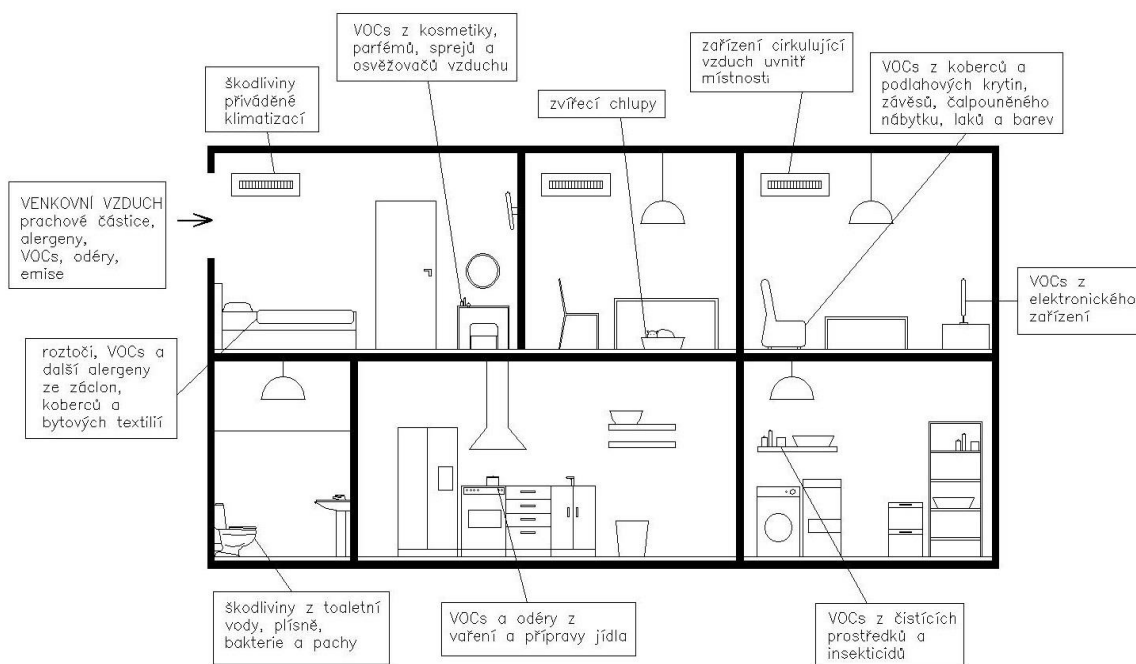 VOCs z kosmetiky,
parfémů, sprejů a
osvěžovačů vzduchu
zařízení cirkulující
vzduch uvnitř
místnosti
VOCs z koberců a
podlahových krytin,
závěsů, čalpouněného
nábytku, laků a barev
škodliviny
přiváděné
klimatizací
zvířecí chlupy
VENKOVNÍ VZDUCH
prachové částice,
alergeny,
VOCs, odéry,
emise
VOCs z
elektronického
zařízení
roztoči, VOCs a
další alergeny
ze záclon,
koberců a
bytových textilií
škodliviny z toaletní
vody, plísně,
bakterie a pachy
VOCs a odéry z
vaření a přípravy jídla
VOCs z čistících
prostředků a
insekticidů